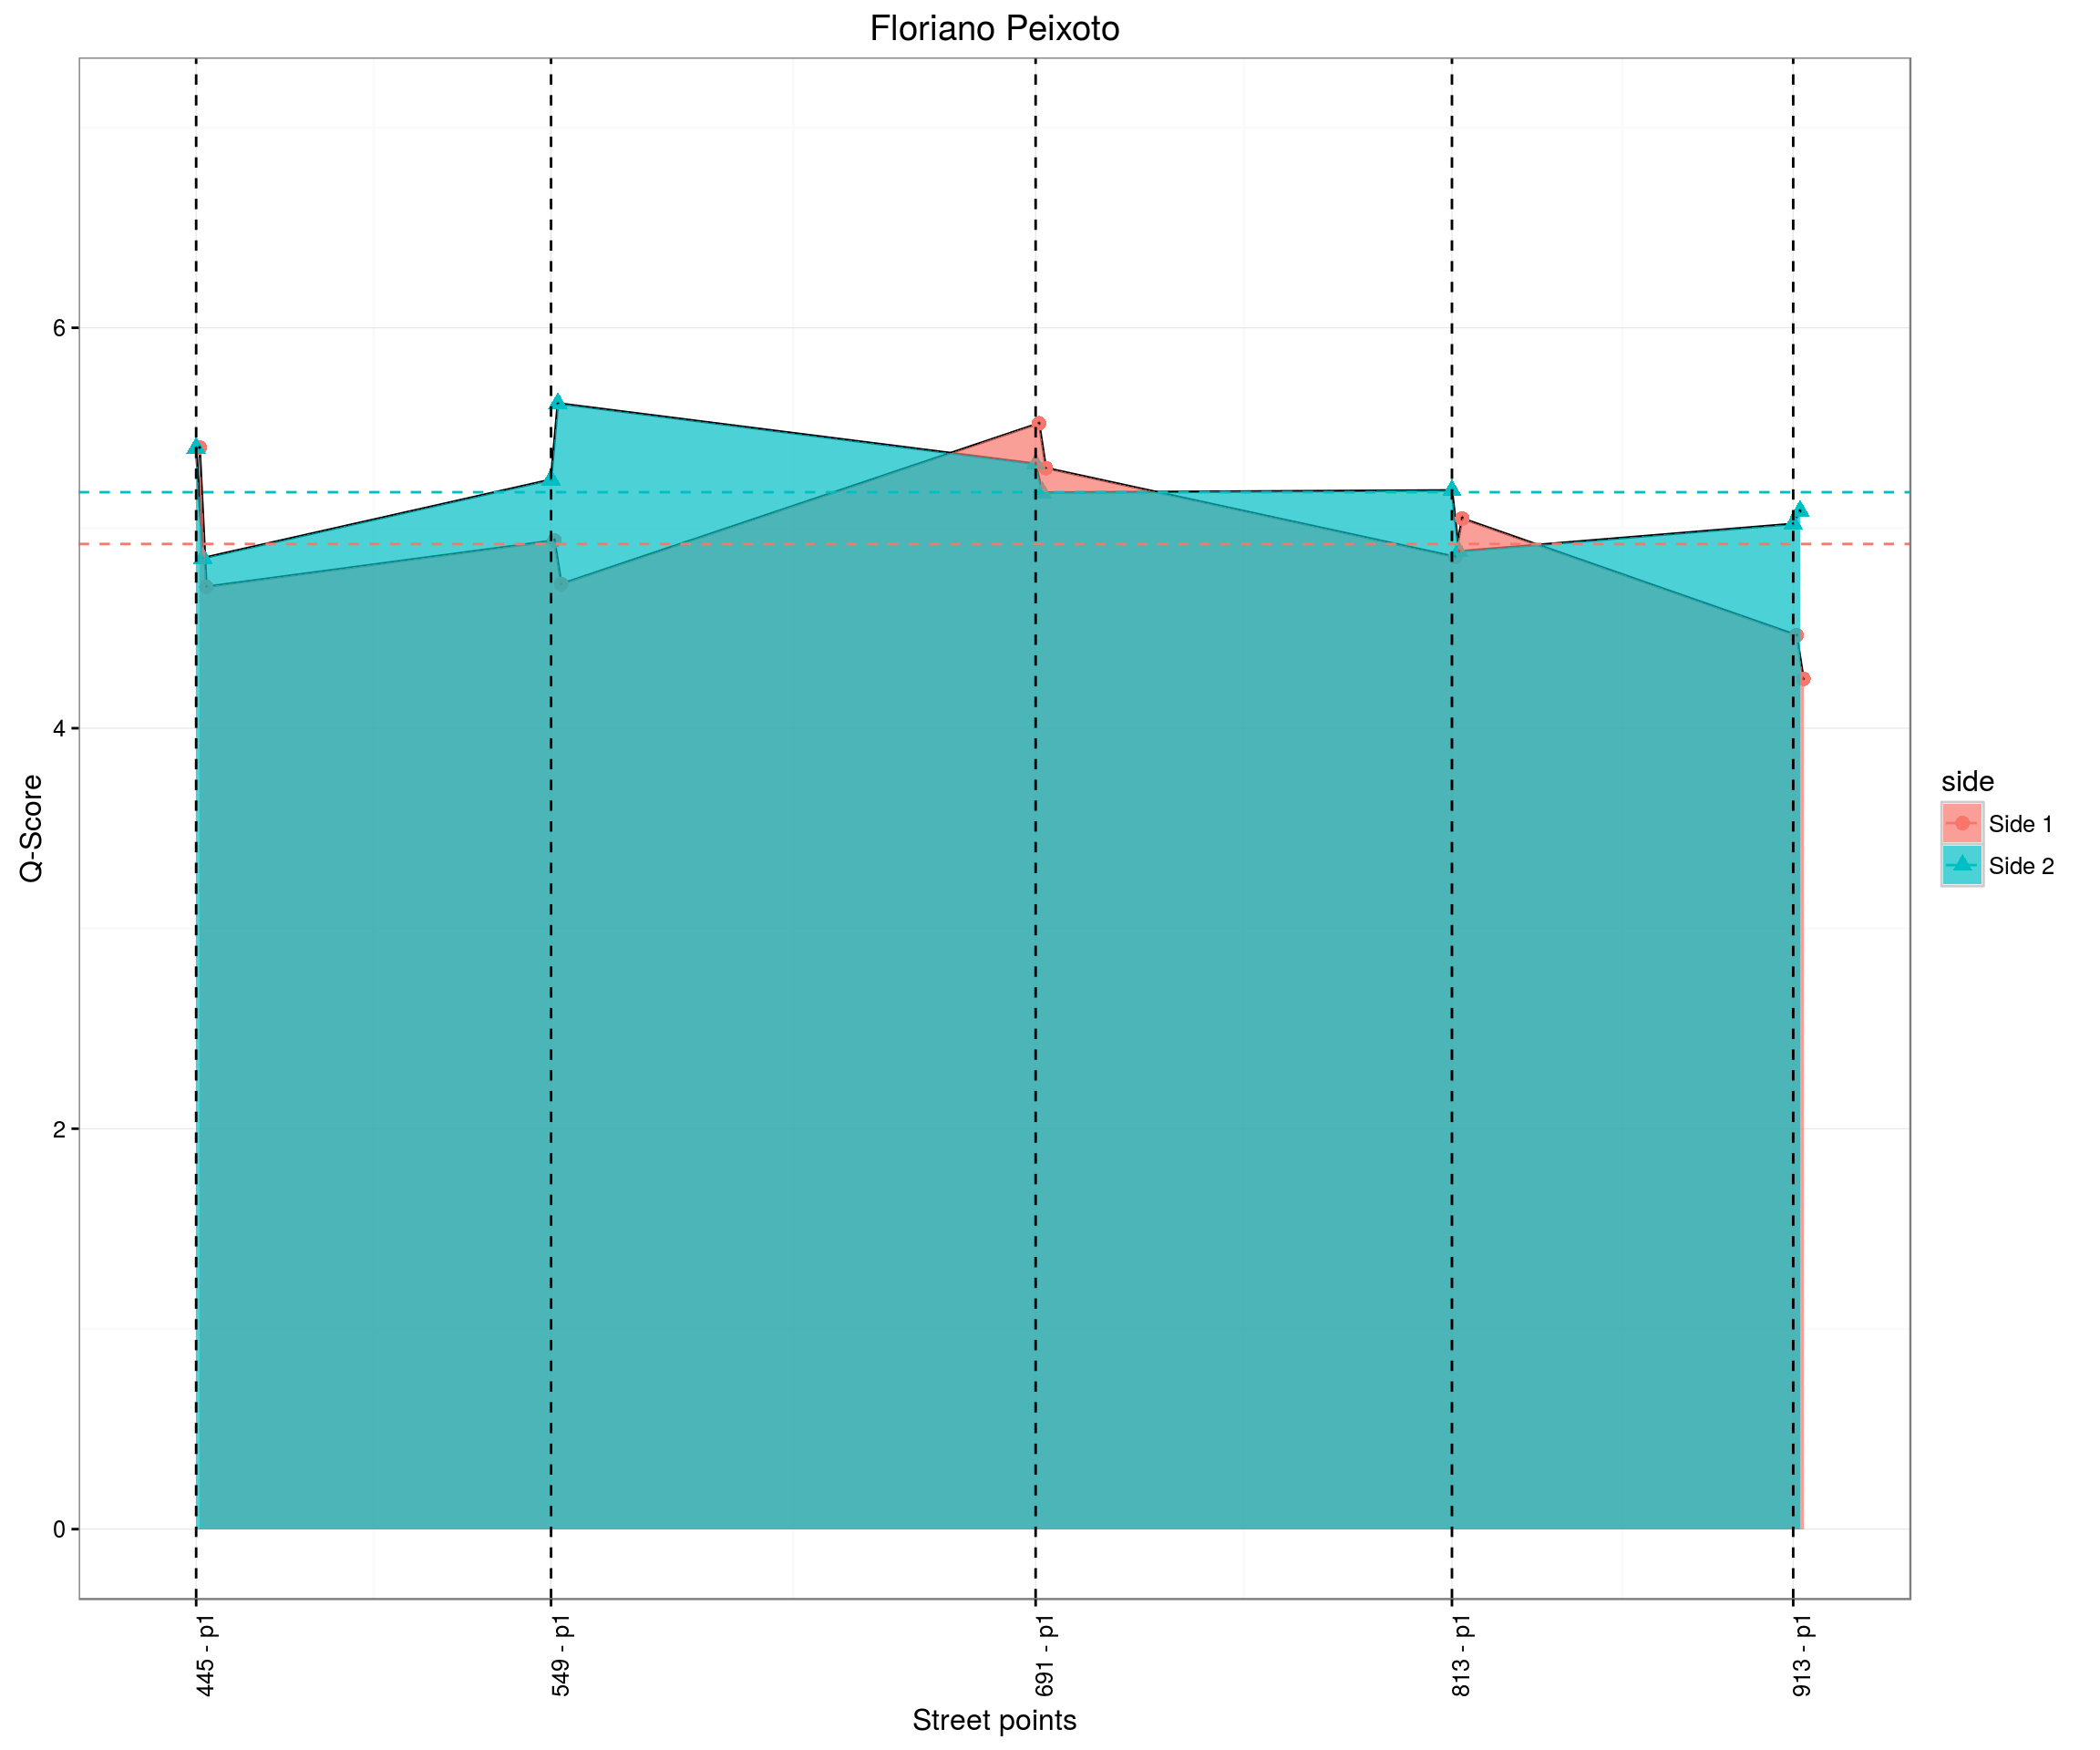 Floriano Peixoto
Q-Score
6
4
2
0
445 - p1
549 - p1
691 - p1
813 - p1
913 - p1
Street points
side
Side 1
Side 2